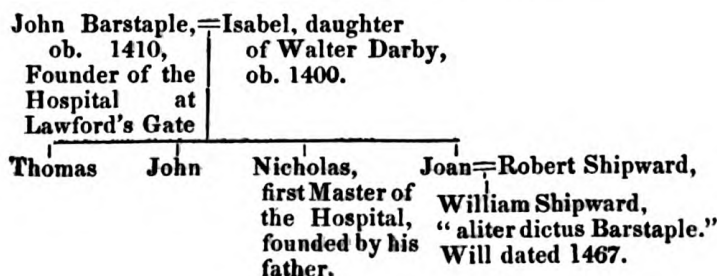 John Barstaple,=Isabel, daughter
ob. 1410, of Walter Darby,
Founder of the ob. 1400.
Hospital at
Lawford's Gate
Thomas John Nicholas, Joan=Robert Shipward,
first Master of William Shipward,
the Hospital, "aliter dictus Barstaple."
founded by his Will dated 1467.
father.